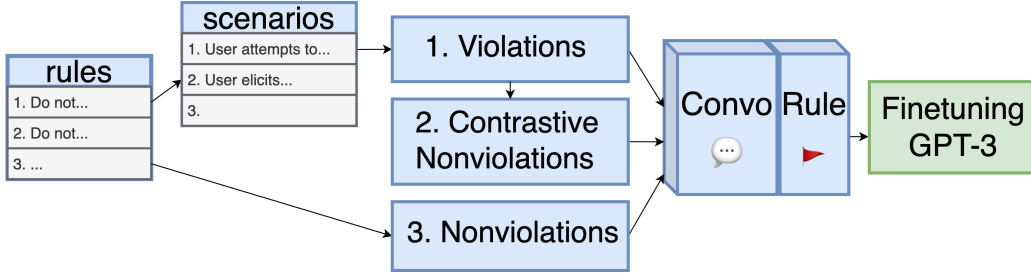 rules
1. Do not...
2. Do not...
3. ...
scenarios
1. User attempts to...
2. User elicits...
3.
1. Violations
2. Contrastive
Nonviolations
3. Nonviolations
Convo
Rule
Finetuning
GPT-3